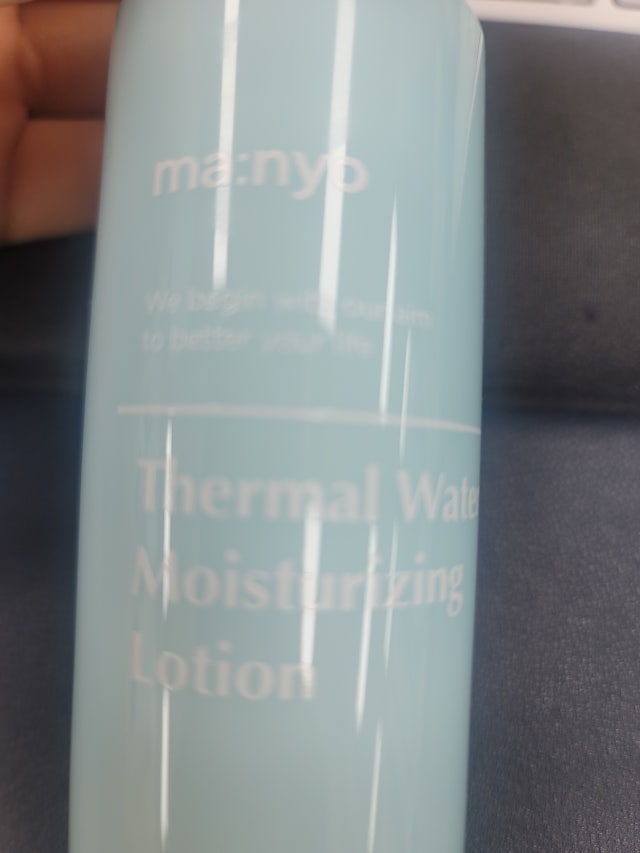 ma:nyo
We begin with our aim
to better your life
Thermal Wate
Moisturizing
Lotion